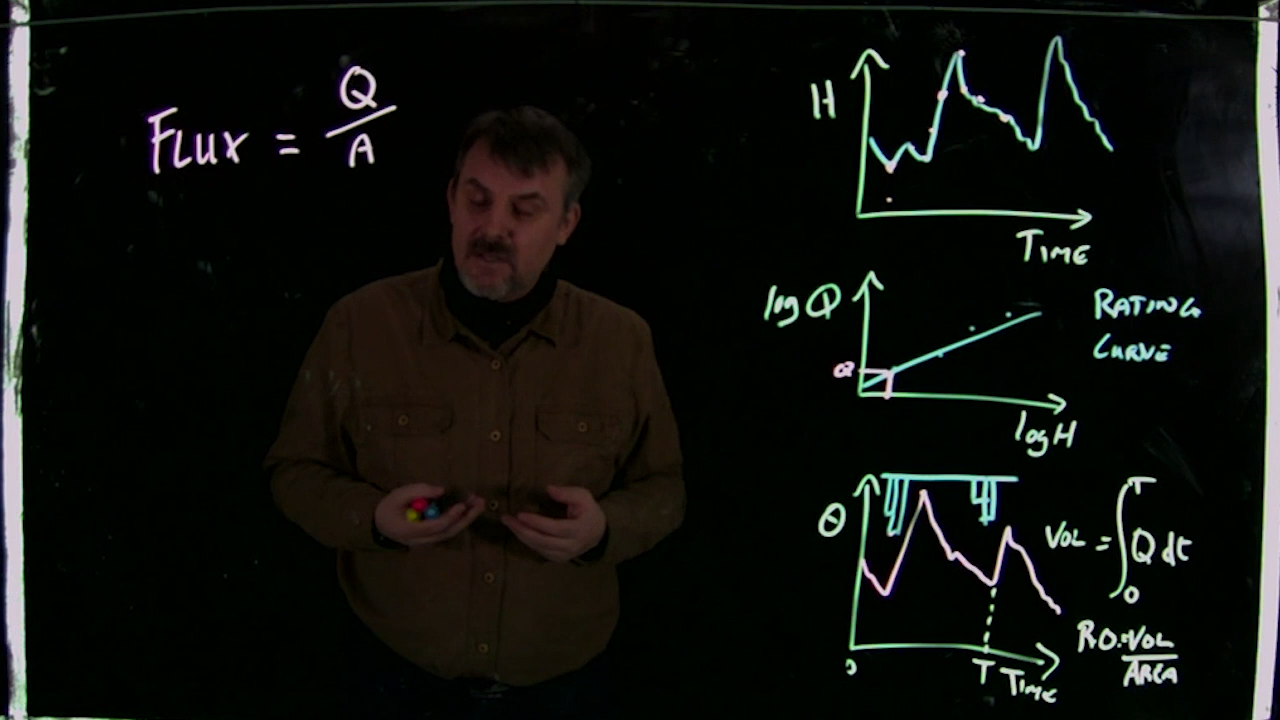 FLUX = Q/A
H
TIME
log Q
RATING
CURVE
Q
log H
Q
VOL = ∫₀ᵀ Q dt
R.O. = VOL/AREA
0
T
TIME